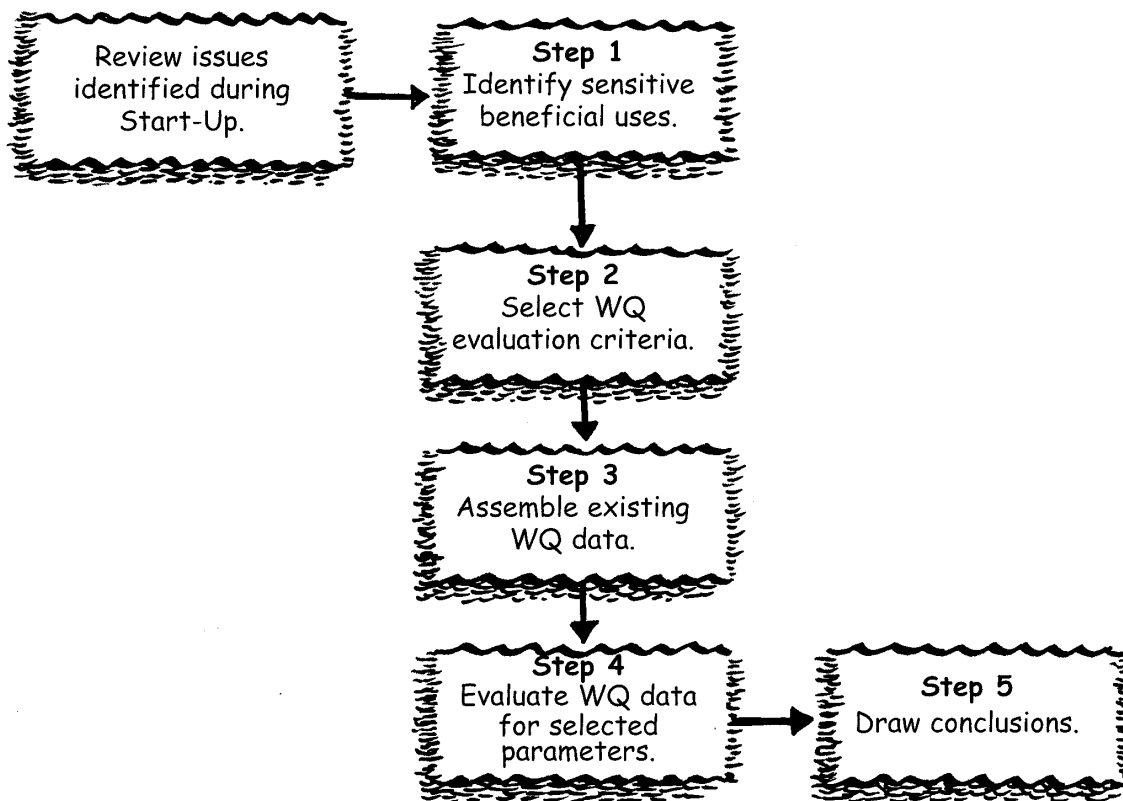 Review issues
identified during
Start-Up.
Step 1
Identify sensitive
beneficial uses.
Step 2
Select WQ
evaluation criteria.
Step 3
Assemble existing
WQ data.
Step 4
Evaluate WQ data
for selected
parameters.
Step 5
Draw conclusions.